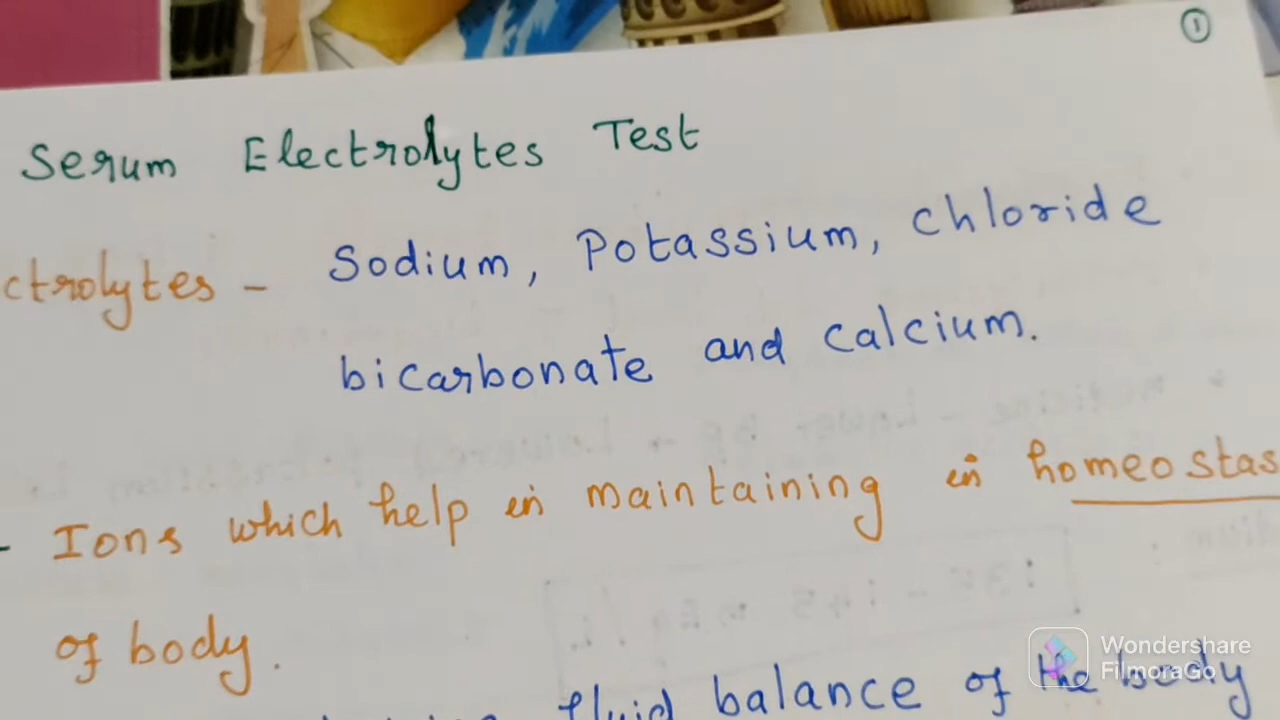 ①
Serum Electrolytes Test
ctrolytes - Sodium, Potassium, chloride
bicarbonate and calcium.
- Ions which help in maintaining in homeostas
of body.
fluid balance of the body
Wondershare
FilmoraGo